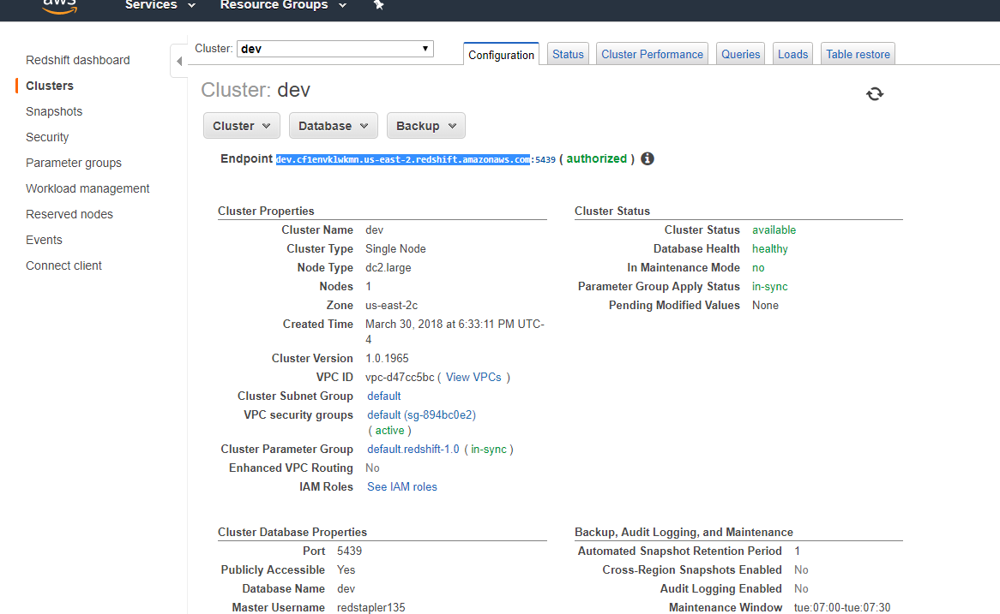 aws Services Resource Groups
Cluster: dev
Configuration Status Cluster Performance Queries Loads Table restore
Redshift dashboard
Clusters
Snapshots
Security
Parameter groups
Workload management
Reserved nodes
Events
Connect client
Cluster: dev
Cluster Database Backup
Endpoint dev.cf1envklwkmn.us-east-2.redshift.amazonaws.com:5439 ( authorized )
Cluster Properties
Cluster Name dev
Cluster Type Single Node
Node Type dc2.large
Nodes 1
Zone us-east-2c
Created Time March 30, 2018 at 6:33:11 PM UTC-
4
Cluster Version 1.0.1965
VPC ID vpc-d47cc5bc ( View VPCs )
Cluster Subnet Group default
VPC security groups default (sg-894bc0e2)
( active )
Cluster Parameter Group default.redshift-1.0 ( in-sync )
Enhanced VPC Routing No
IAM Roles See IAM roles
Cluster Status
Cluster Status available
Database Health healthy
In Maintenance Mode no
Parameter Group Apply Status in-sync
Pending Modified Values None
Cluster Database Properties
Port 5439
Publicly Accessible Yes
Database Name dev
Master Username redstapler135
Backup, Audit Logging, and Maintenance
Automated Snapshot Retention Period 1
Cross-Region Snapshots Enabled No
Audit Logging Enabled No
Maintenance Window tue:07:00-tue:07:30